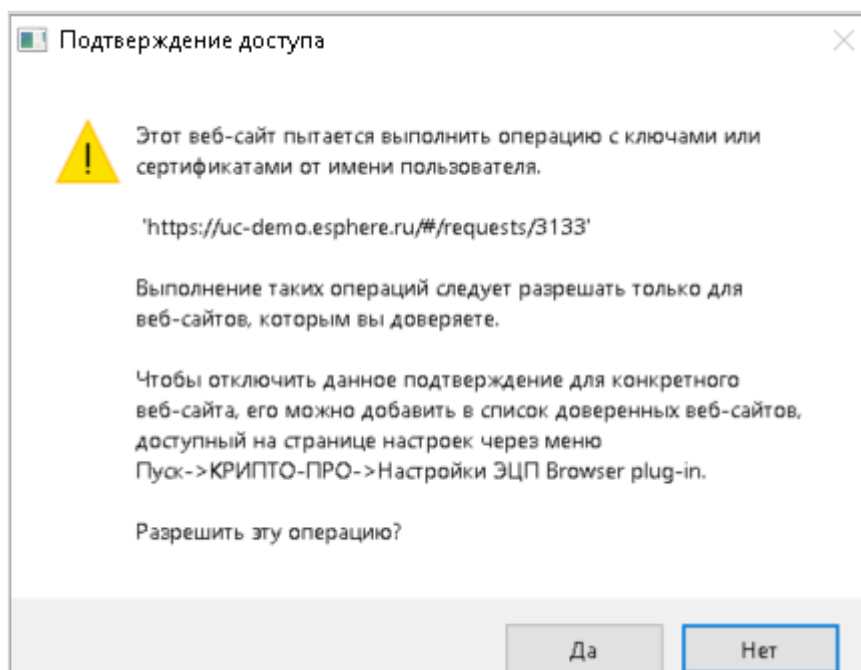 Подтверждение доступа
Этот веб-сайт пытается выполнить операцию с ключами или
сертификатами от имени пользователя.
'https://uc-demo.esphere.ru/#/requests/3133'
Выполнение таких операций следует разрешать только для
веб-сайтов, которым вы доверяете.
Чтобы отключить данное подтверждение для конкретного
веб-сайта, его можно добавить в список доверенных веб-сайтов,
доступный на странице настроек через меню
Пуск->КРИПТО-ПРО->Настройки ЭЦП Browser plug-in.
Разрешить эту операцию?
Да
Нет